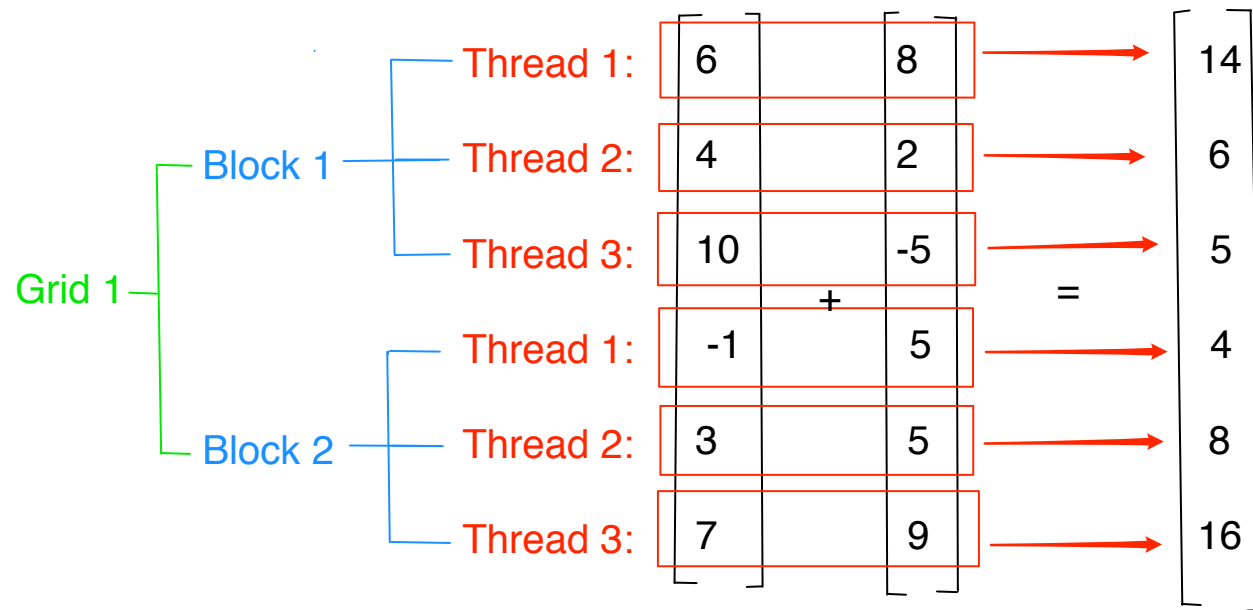 Thread 1: 6 8 14
Block 1 Thread 2: 4 2 6
Thread 3: 10 -5 5
Grid 1 + =
Thread 1: -1 5 4
Block 2 Thread 2: 3 5 8
Thread 3: 7 9 16